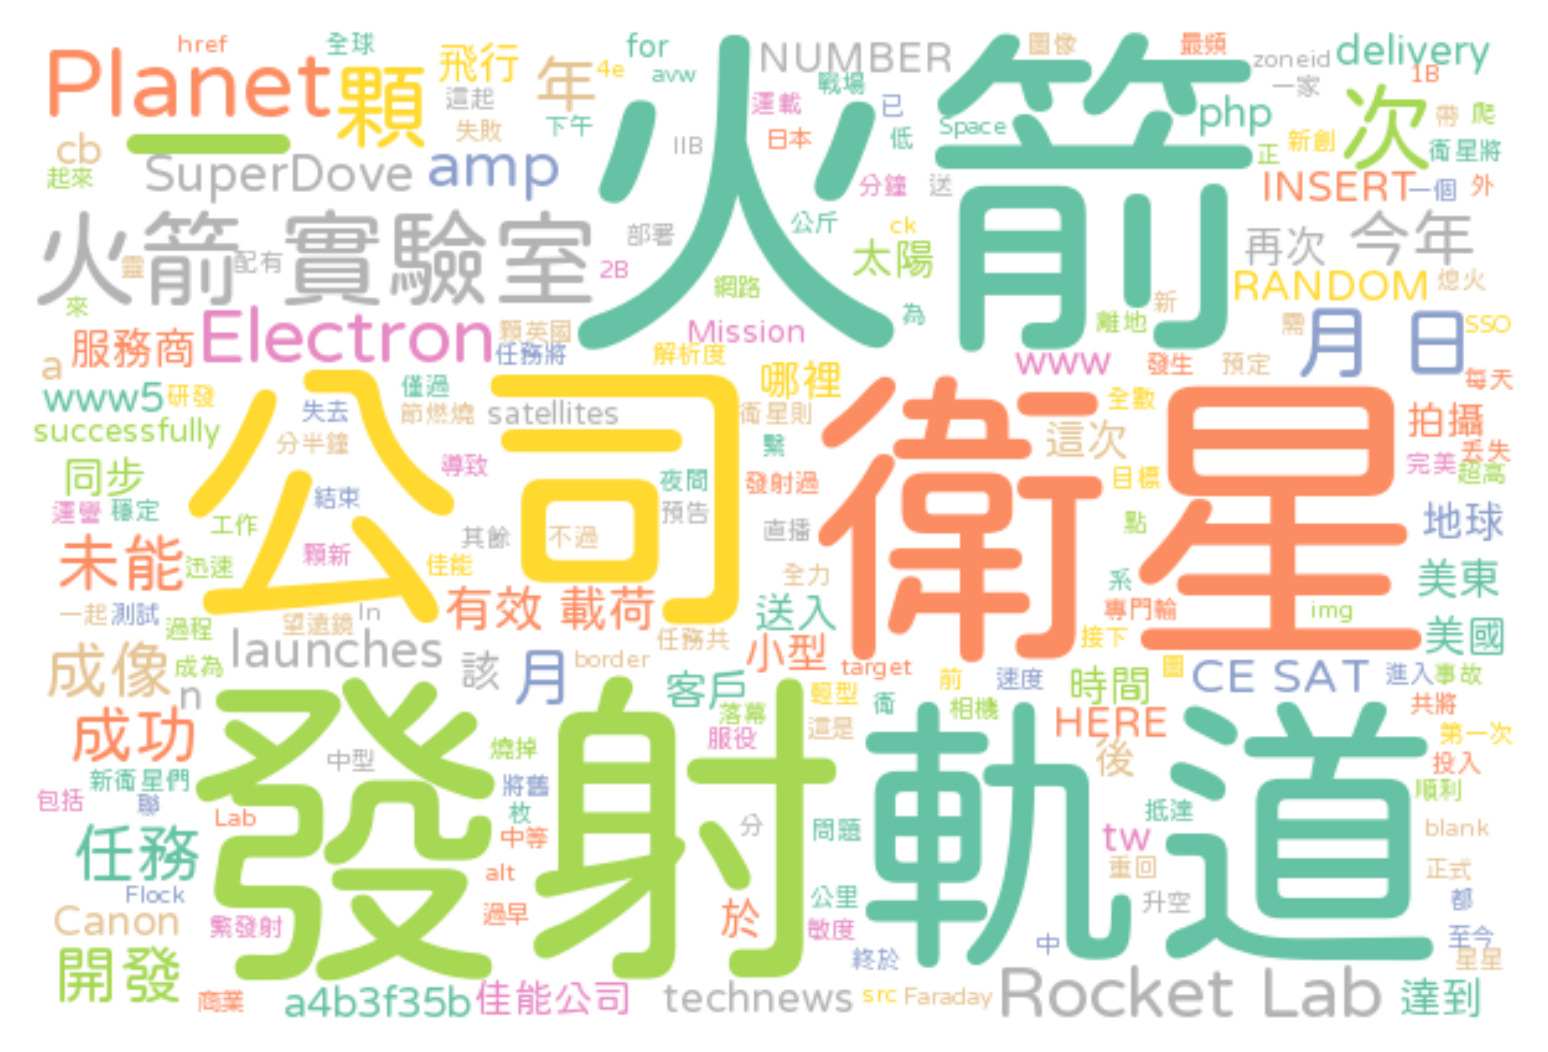 href
全球
飛行
for
年
4e
avw
NUMBER
戰場
圖像
最頻
zoneid
delivery
1B
一家
Planet
顆
這起
失敗
下午
運載
已
火箭
php
次
帶
爬
cb
一
IIB
日本
低
Space
新創
正
衛星將
起來
SuperDove
amp
分鐘
送
INSERT
一個
外
火箭
實驗室
靈
配有
部署
2B
公斤
ck
太陽
再次
今年
來
網路
RANDOM
熄火
服務商
Electron
顆英國
Mission
為
離地
新
需
月
日
SSO
a
任務將
解析度
www
發生
預定
每天
www5
研發
失去
僅過
節燃燒
satellites
哪裡
衛星則
全數
拍攝
successfully
分半鐘
公司
繫
衛星
這次
丟失
同步
導致
夜間
發射過
目標
完美
超高
運營
穩定
工作
結束
其餘
不過
預告
直播
點
地球
未能
迅速
顆新
佳能
全力
系
美東
一起
測試
過程
望遠鏡
In
有效
載荷
任務共
送入
專門輪
接下
img
美國
成像
成為
launches
該
月
border
客戶
小型
target
前
速度
時間
圖
CE SAT
進入
事故
n
成功
發射
落幕
輕型
衛
相機
HERE
共將
新衛星們
中型
燒掉
服役
這是
軌道
後
第一次
投入
包括
聯
將舊
枚
順利
Lab
中等
分
問題
抵達
tw
blank
任務
alt
重回
正式
Flock
過早
公里
升空
都
Canon
繁發射
於
敏度
中
至今
開發
終於
星星
商業
a4b3f35b
佳能公司
technews
src
Faraday
Rocket Lab
達到